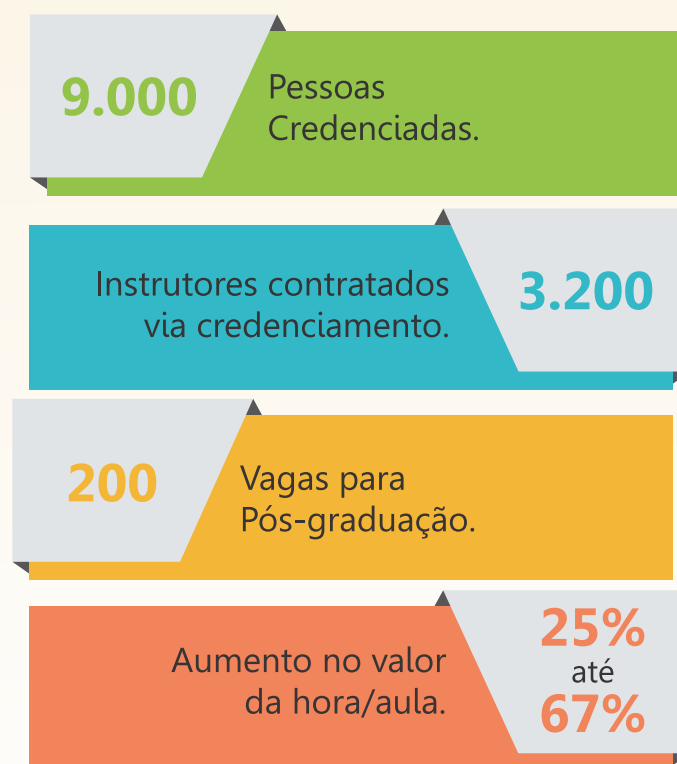 9.000
Pessoas
Credenciadas.
Instrutores contratados
via credenciamento.
3.200
200
Vagas para
Pós-graduação.
Aumento no valor
da hora/aula.
25%
até
67%